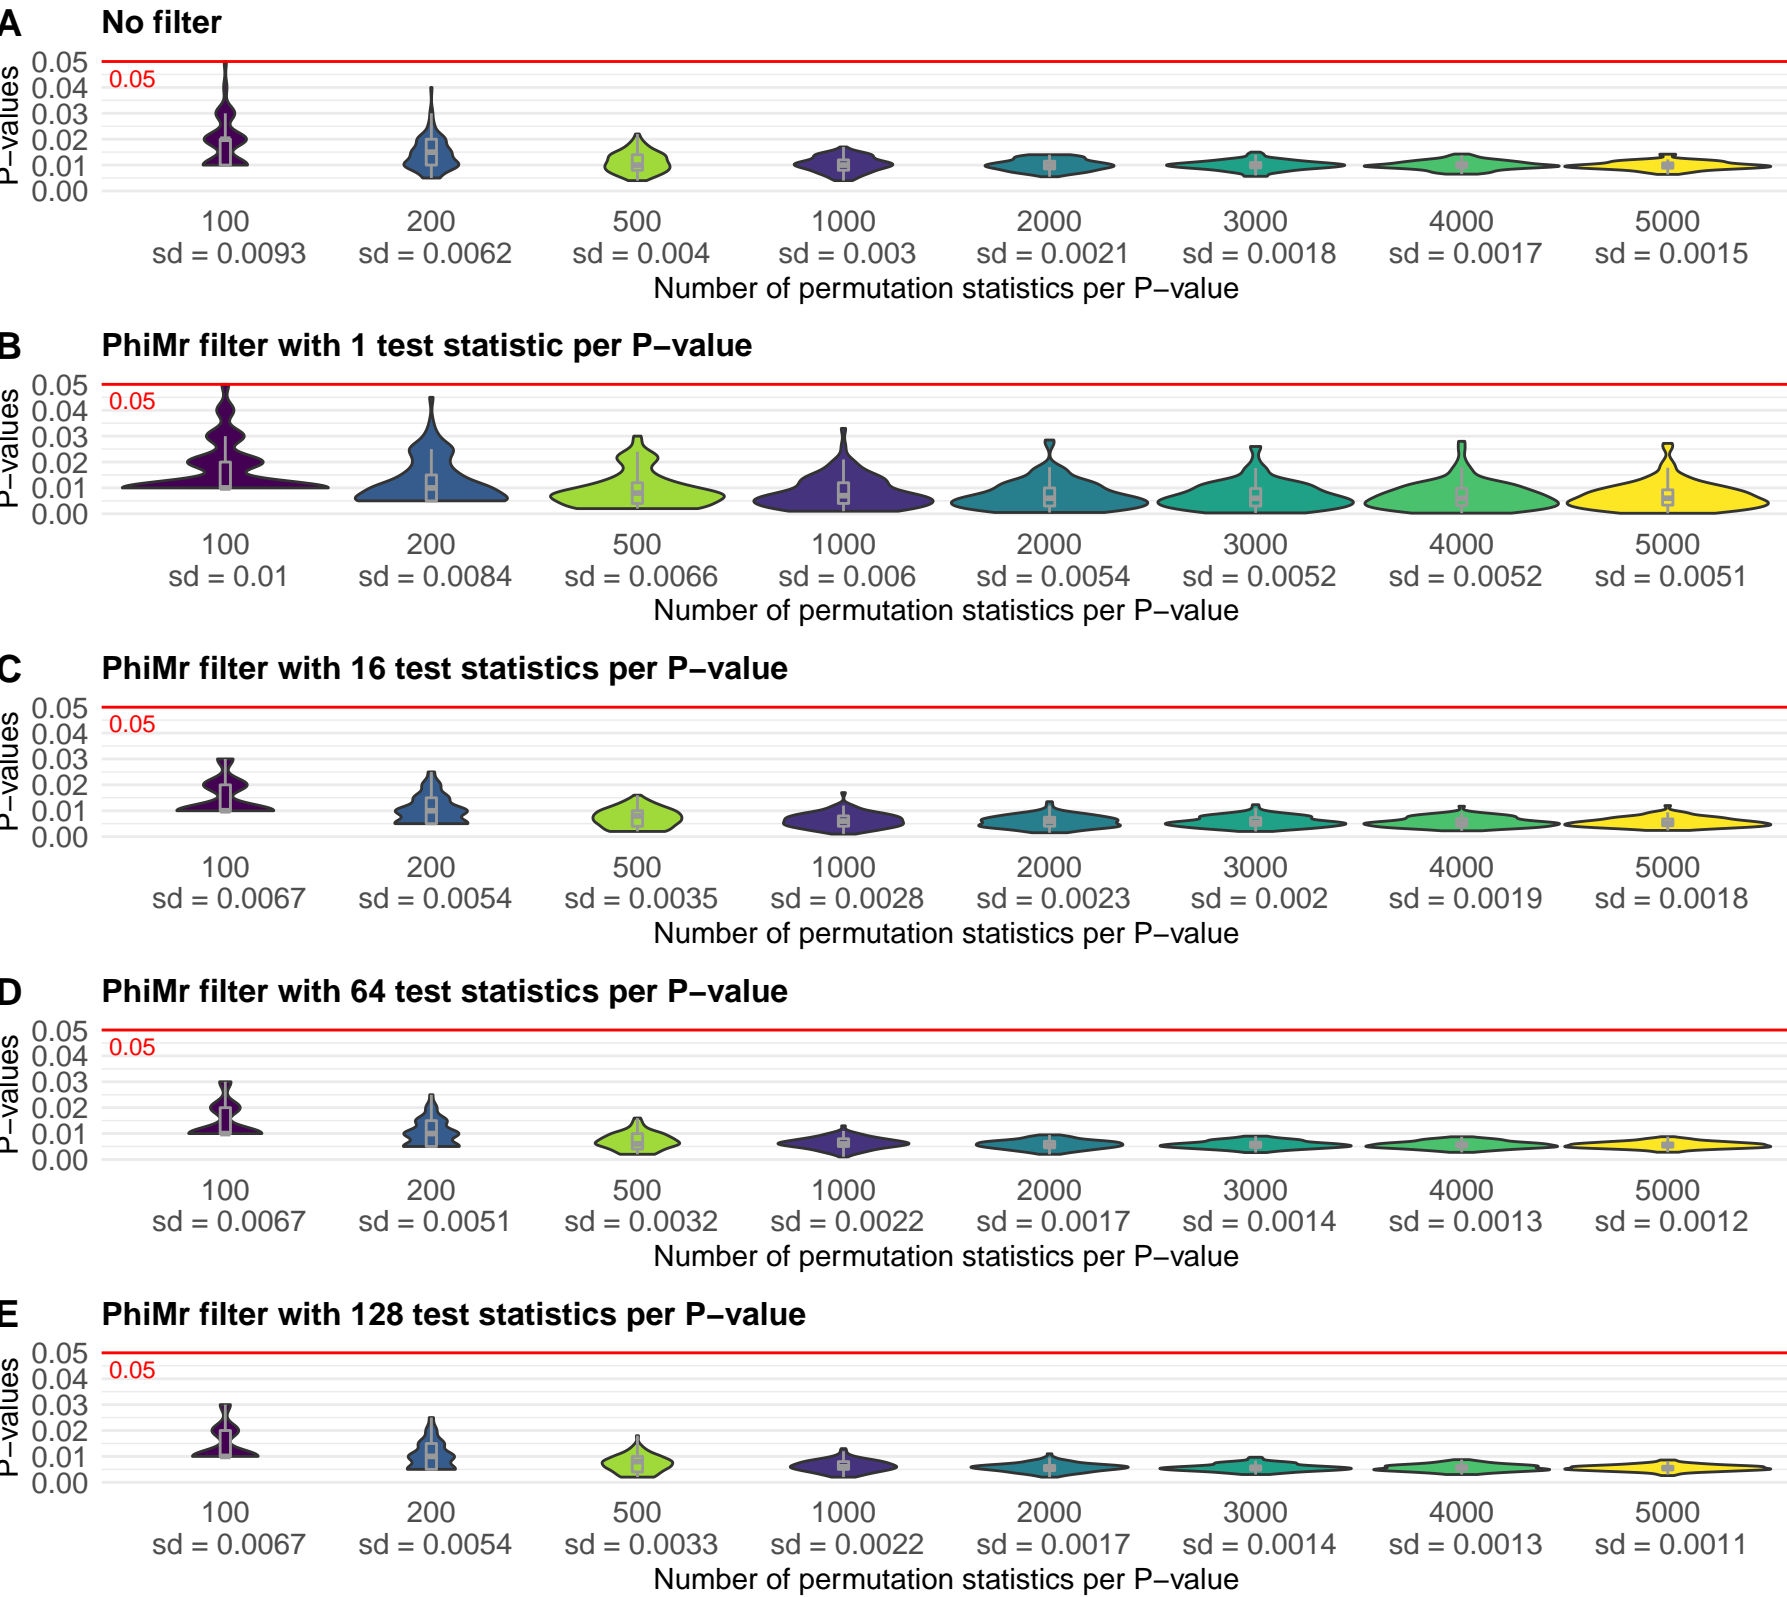 A No filter
P-values
0.05
0.04
0.03
0.02
0.01
0.00
0.05
100 200 500 1000 2000 3000 4000 5000
sd = 0.0093 sd = 0.0062 sd = 0.004 sd = 0.003 sd = 0.0021 sd = 0.0018 sd = 0.0017 sd = 0.0015
Number of permutation statistics per P−value
B PhiMr filter with 1 test statistic per P−value
P−values
0.05
0.04
0.03
0.02
0.01
0.00
0.05
100 200 500 1000 2000 3000 4000 5000
sd = 0.01 sd = 0.0084 sd = 0.0066 sd = 0.006 sd = 0.0054 sd = 0.0052 sd = 0.0052 sd = 0.0051
Number of permutation statistics per P−value
C PhiMr filter with 16 test statistics per P−value
P−values
0.05
0.04
0.03
0.02
0.01
0.00
0.05
100 200 500 1000 2000 3000 4000 5000
sd = 0.0067 sd = 0.0054 sd = 0.0035 sd = 0.0028 sd = 0.0023 sd = 0.002 sd = 0.0019 sd = 0.0018
Number of permutation statistics per P−value
D PhiMr filter with 64 test statistics per P−value
P−values
0.05
0.04
0.03
0.02
0.01
0.00
0.05
100 200 500 1000 2000 3000 4000 5000
sd = 0.0067 sd = 0.0051 sd = 0.0032 sd = 0.0022 sd = 0.0017 sd = 0.0014 sd = 0.0013 sd = 0.0012
Number of permutation statistics per P−value
E PhiMr filter with 128 test statistics per P−value
P−values
0.05
0.04
0.03
0.02
0.01
0.00
0.05
100 200 500 1000 2000 3000 4000 5000
sd = 0.0067 sd = 0.0054 sd = 0.0033 sd = 0.0022 sd = 0.0017 sd = 0.0014 sd = 0.0013 sd = 0.0011
Number of permutation statistics per P−value